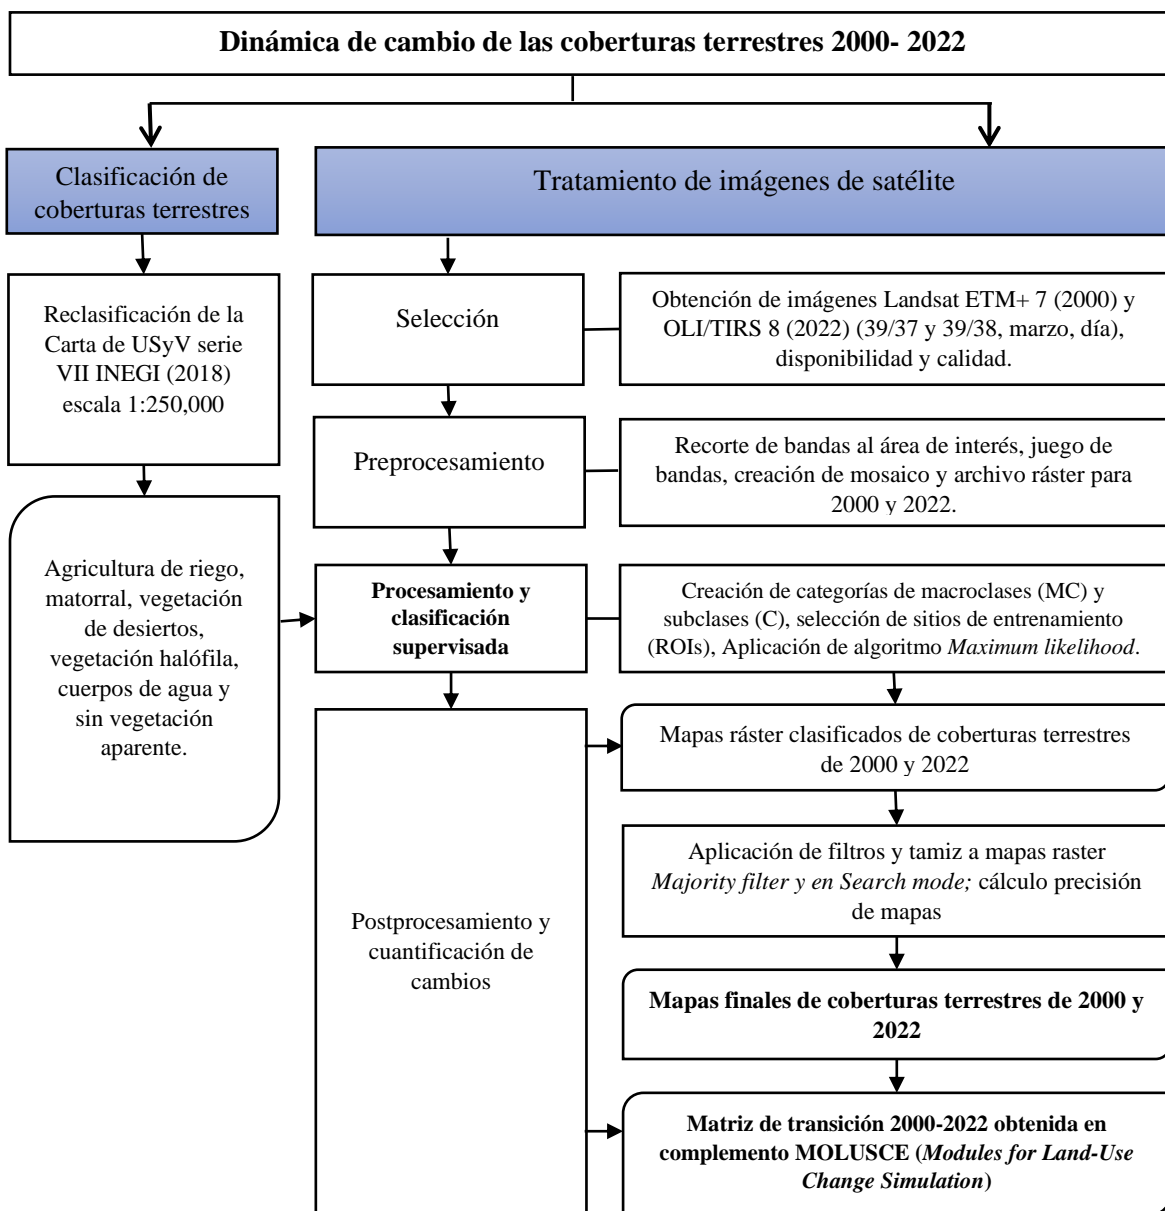 Dinámica de cambio de las coberturas terrestres 2000- 2022
Clasificación de
coberturas terrestres
Tratamiento de imágenes de satélite
Reclasificación de la
Carta de USyV serie
VII INEGI (2018)
escala 1:250,000
Agricultura de riego,
matorral, vegetación
de desiertos,
vegetación halófila,
cuerpos de agua y
sin vegetación
aparente.
Selección
Obtención de imágenes Landsat ETM+ 7 (2000) y
OLI/TIRS 8 (2022) (39/37 y 39/38, marzo, día),
disponibilidad y calidad.
Preprocesamiento
Recorte de bandas al área de interés, juego de
bandas, creación de mosaico y archivo ráster para
2000 y 2022.
Procesamiento y
clasificación
supervisada
Creación de categorías de macroclases (MC) y
subclases (C), selección de sitios de entrenamiento
(ROIs), Aplicación de algoritmo Maximum likelihood.
Postprocesamiento y
cuantificación de
cambios
Mapas ráster clasificados de coberturas terrestres
de 2000 y 2022
Aplicación de filtros y tamiz a mapas raster
Majority filter y en Search mode; cálculo precisión
de mapas
Mapas finales de coberturas terrestres de 2000 y
2022
Matriz de transición 2000-2022 obtenida en
complemento MOLUSCE (Modules for Land-Use
Change Simulation)